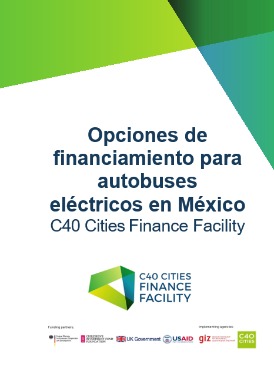 Opciones de
financiamiento para
autobuses
eléctricos en México
C40 Cities Finance Facility
C40 CITIES
FINANCE
FACILITY
Funding partners:
Implementing agencies:
UK Government
USAID
giz
C40
CITIES